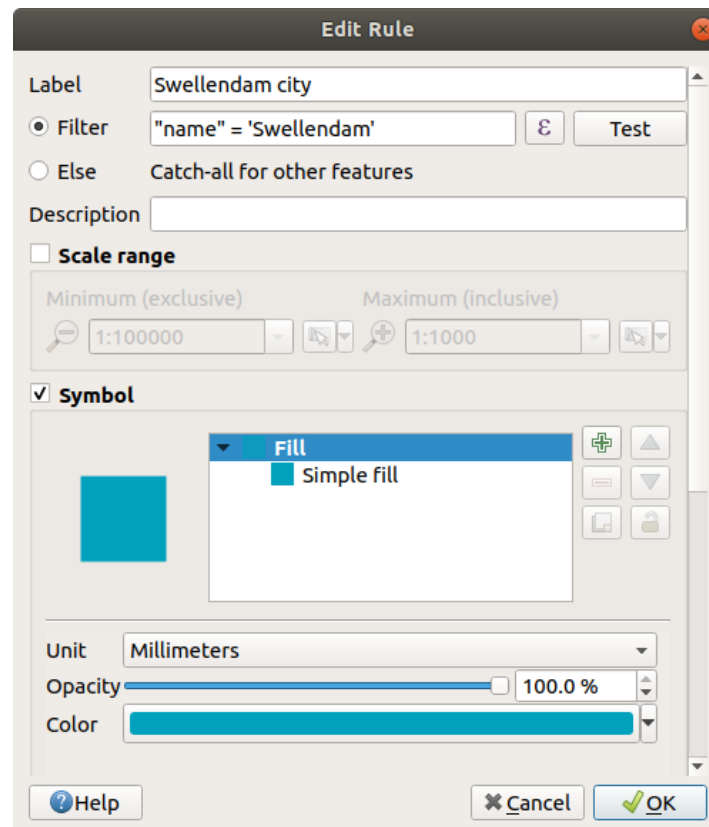 Edit Rule
Label Swellendam city
Filter "name" = 'Swellendam' ε Test
Else Catch-all for other features
Description
Scale range
Minimum (exclusive) Maximum (inclusive)
1:100000 1:1000
Symbol
Fill
Simple fill
Unit Millimeters
Opacity 100.0 %
Color
Help Cancel OK